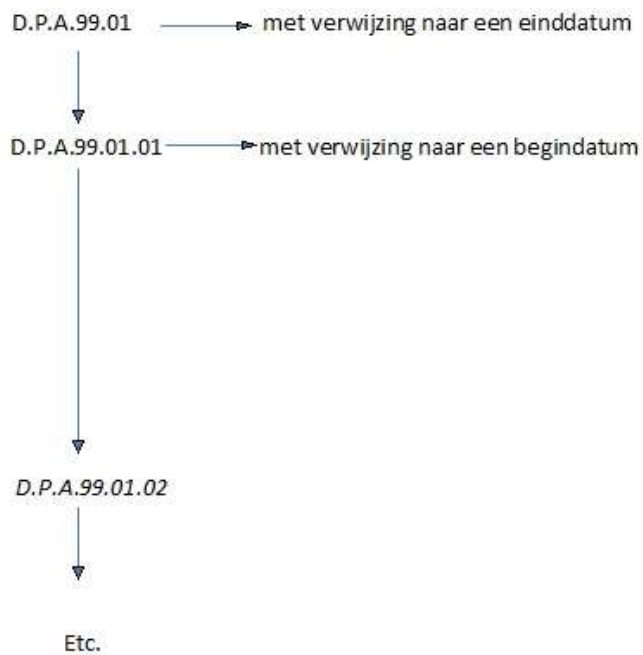 D.P.A.99.01 met verwijzing naar een einddatum
D.P.A.99.01.01 met verwijzing naar een begindatum
D.P.A.99.01.02
Etc.